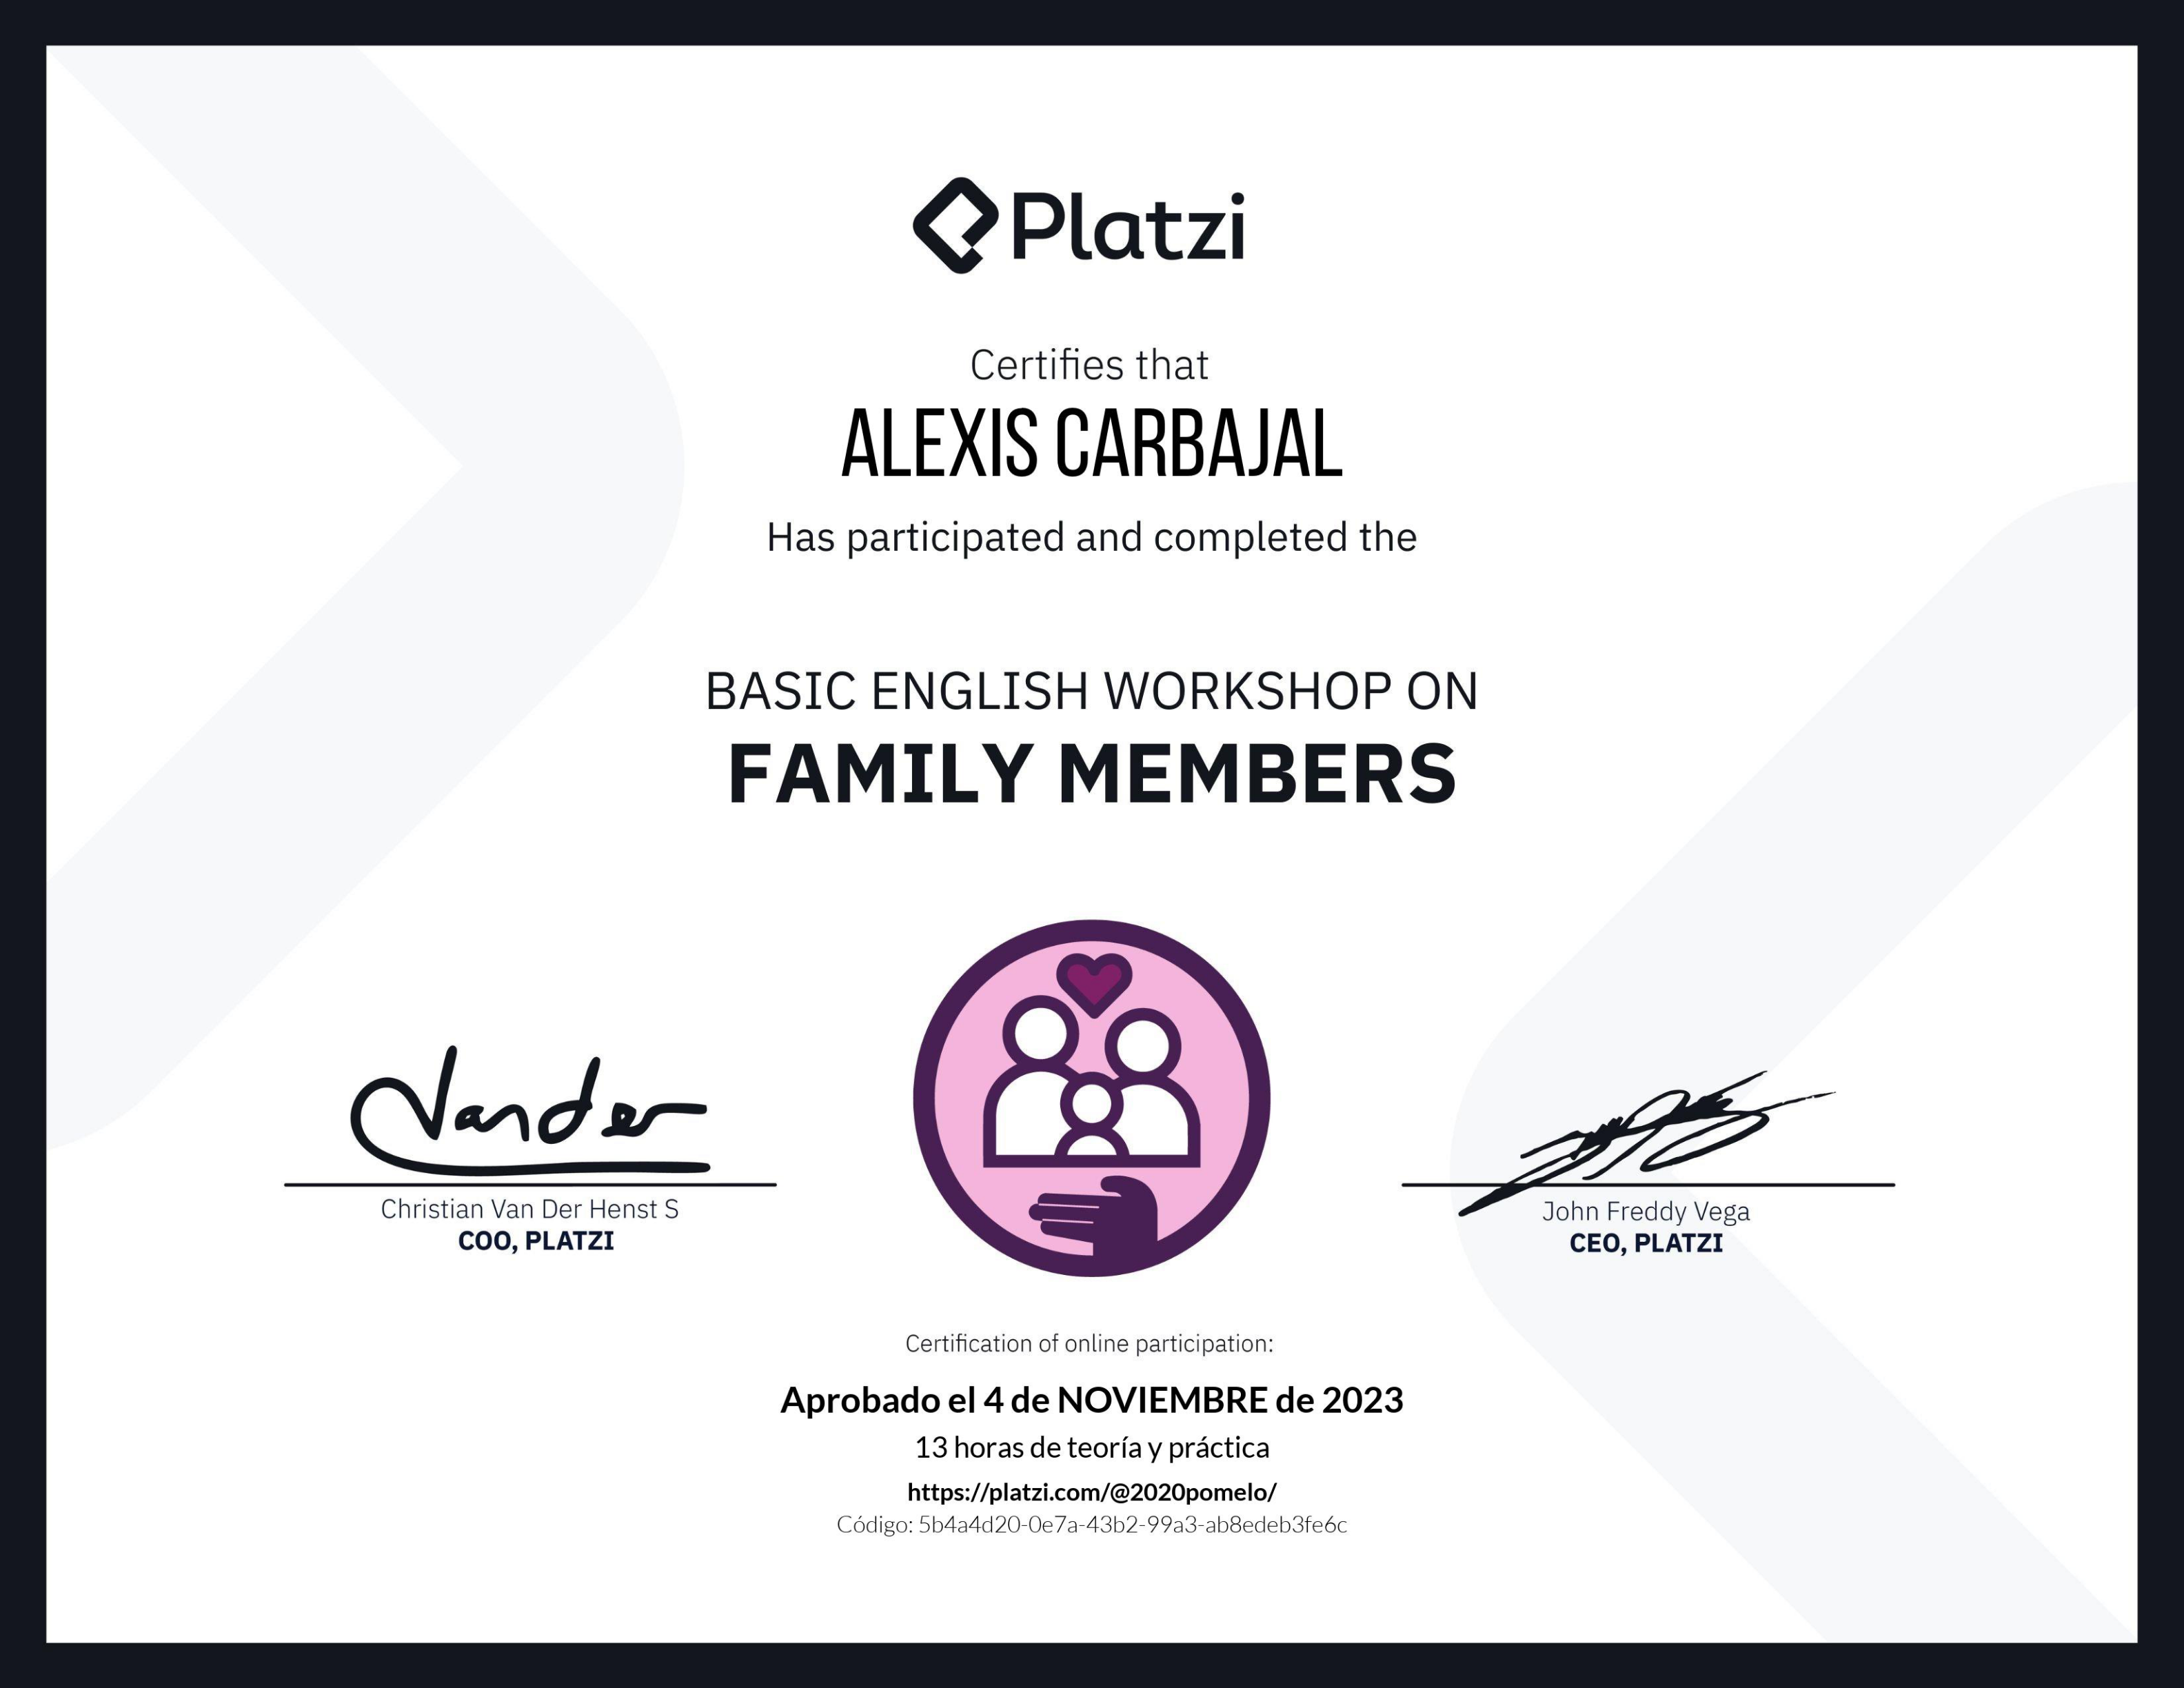 Platzi
Certifies that
ALEXIS CARBAJAL
Has participated and completed the
BASIC ENGLISH WORKSHOP ON
FAMILY MEMBERS
Vander
Christian Van Der Henst S
COO, PLATZI
John Freddy Vega
CEO, PLATZI
Certification of online participation:
Aprobado el 4 de NOVIEMBRE de 2023
13 horas de teoría y práctica
https://platzi.com/@2020pomelo/
Código: 5b4a4d20-0e7a-43b2-99a3-ab8edeb3fe6c